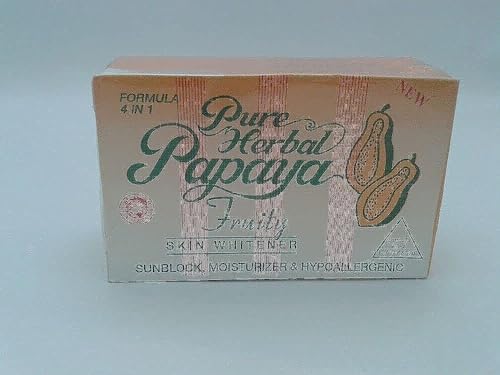 FORMULA
4 IN 1
NEW
Pure
Herbal
Papaya
Fruity
SKIN WHITENER
SUNBLOCK, MOISTURIZER & HYPOALLERGENIC